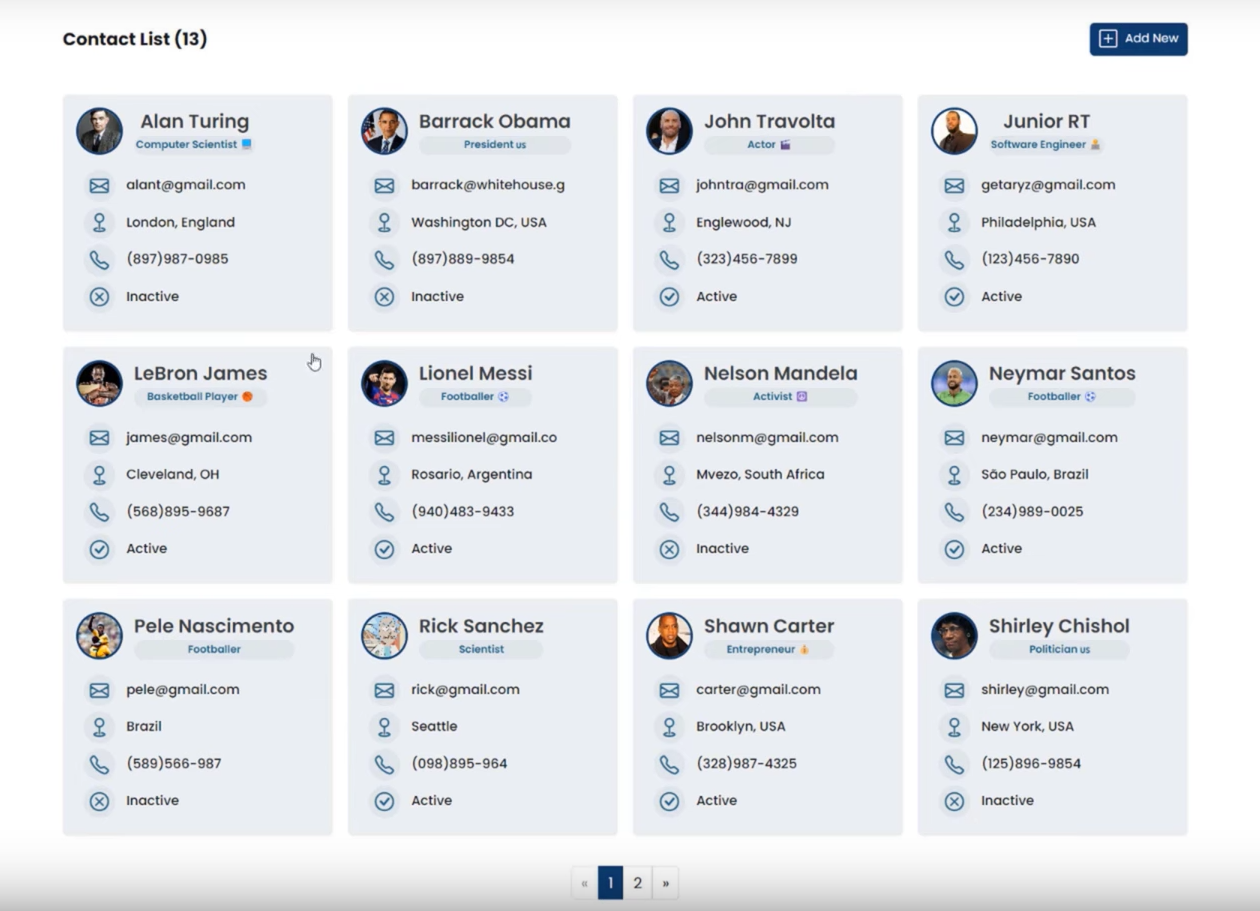 Contact List (13)
Add New
Alan Turing
Computer Scientist
alant@gmail.com
London, England
(897)987-0985
Inactive
Barrack Obama
President us
barrack@whitehouse.g
Washington DC, USA
(897)889-9854
Inactive
John Travolta
Actor
johntra@gmail.com
Englewood, NJ
(323)456-7899
Active
Junior RT
Software Engineer
getaryz@gmail.com
Philadelphia, USA
(123)456-7890
Active
LeBron James
Basketball Player
james@gmail.com
Cleveland, OH
(568)895-9687
Active
Lionel Messi
Footballer
messilionel@gmail.co
Rosario, Argentina
(940)483-9433
Active
Nelson Mandela
Activist
nelsonm@gmail.com
Mvezo, South Africa
(344)984-4329
Inactive
Neymar Santos
Footballer
neymar@gmail.com
São Paulo, Brazil
(234)989-0025
Active
Pele Nascimento
Footballer
pele@gmail.com
Brazil
(589)566-987
Inactive
Rick Sanchez
Scientist
rick@gmail.com
Seattle
(098)895-964
Active
Shawn Carter
Entrepreneur
carter@gmail.com
Brooklyn, USA
(328)987-4325
Active
Shirley Chishol
Politician us
shirley@gmail.com
New York, USA
(125)896-9854
Inactive
« 1 2 »